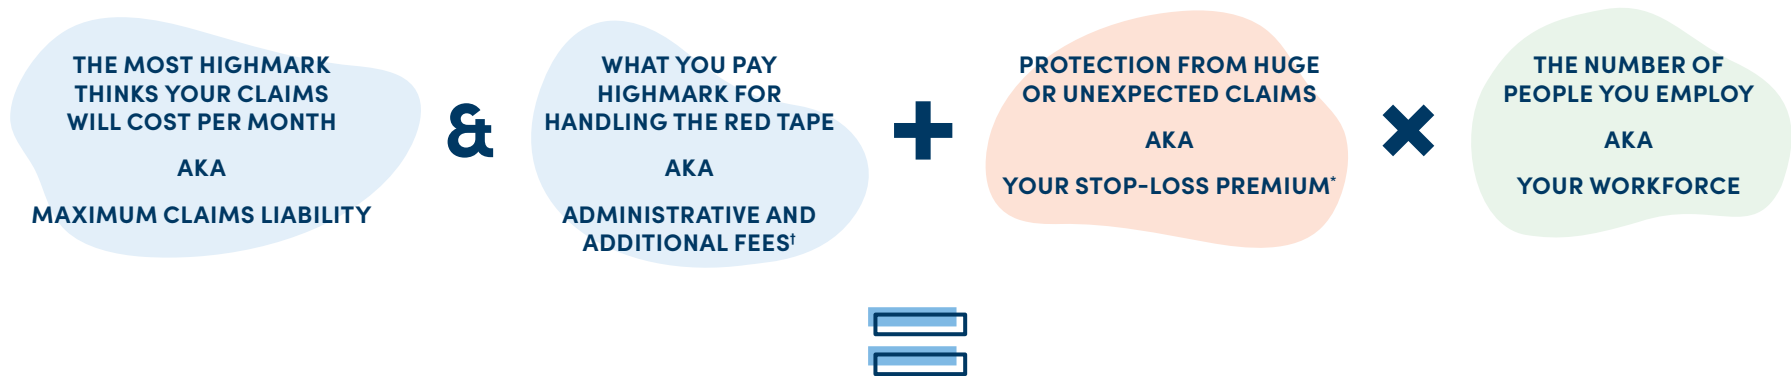 THE MOST HIGHMARK
THINKS YOUR CLAIMS
WILL COST PER MONTH
AKA
MAXIMUM CLAIMS LIABILITY
&
WHAT YOU PAY
HIGHMARK FOR
HANDLING THE RED TAPE
AKA
ADMINISTRATIVE AND
ADDITIONAL FEES†
+
PROTECTION FROM HUGE
OR UNEXPECTED CLAIMS
AKA
YOUR STOP-LOSS PREMIUM*
×
THE NUMBER OF
PEOPLE YOU EMPLOY
AKA
YOUR WORKFORCE
=